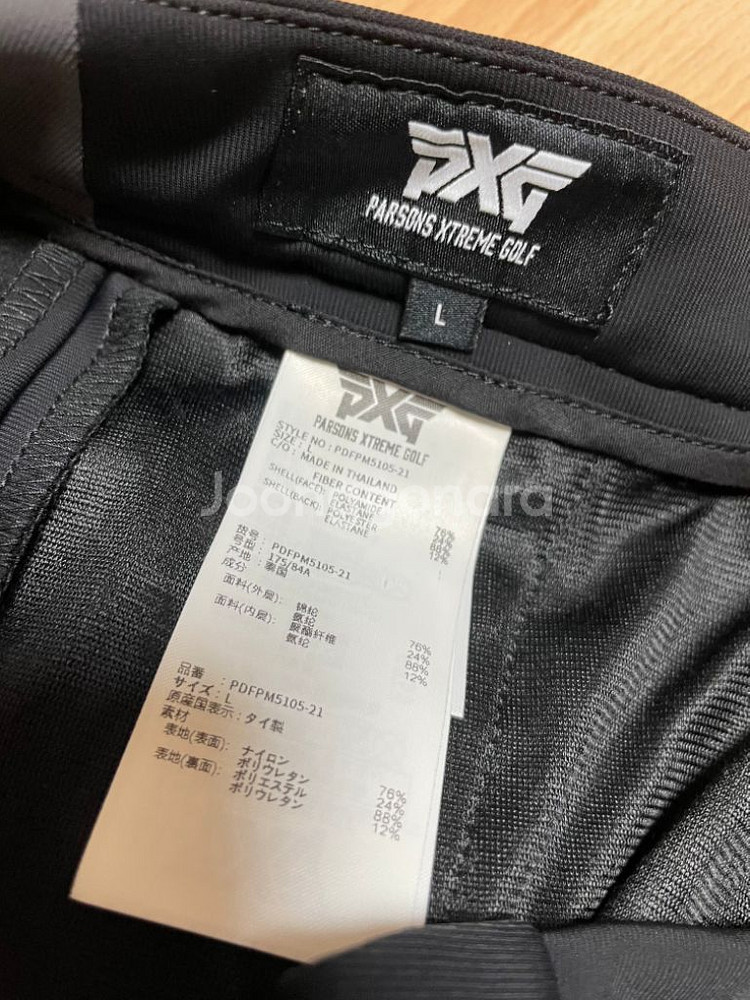 PXG
PARSONS XTREME GOLF
L
PXG
PARSONS XTREME GOLF
STYLE NO : PDFPM5105-21
SIZE : L
C/O : MADE IN THAILAND
FIBER CONTENT
SHELL(FACE): POLYAMIDE 76%
ELASTANE 24%
SHELL(BACK): POLYESTER 88%
ELASTANE 12%
款号 : PDFPM5105-21
号型 : 175/84A
产地 : 泰国
成分 :
面料(外层): 锦纶 76%
氨纶 24%
面料(内层): 聚酯纤维 88%
氨纶 12%
品番 : PDFPM5105-21
サイズ : L
原産国表示 : タイ製
素材
表地(表面): ナイロン 76%
ポリウレタン 24%
表地(裏面): ポリエステル 88%
ポリウレタン 12%
Joonggonara